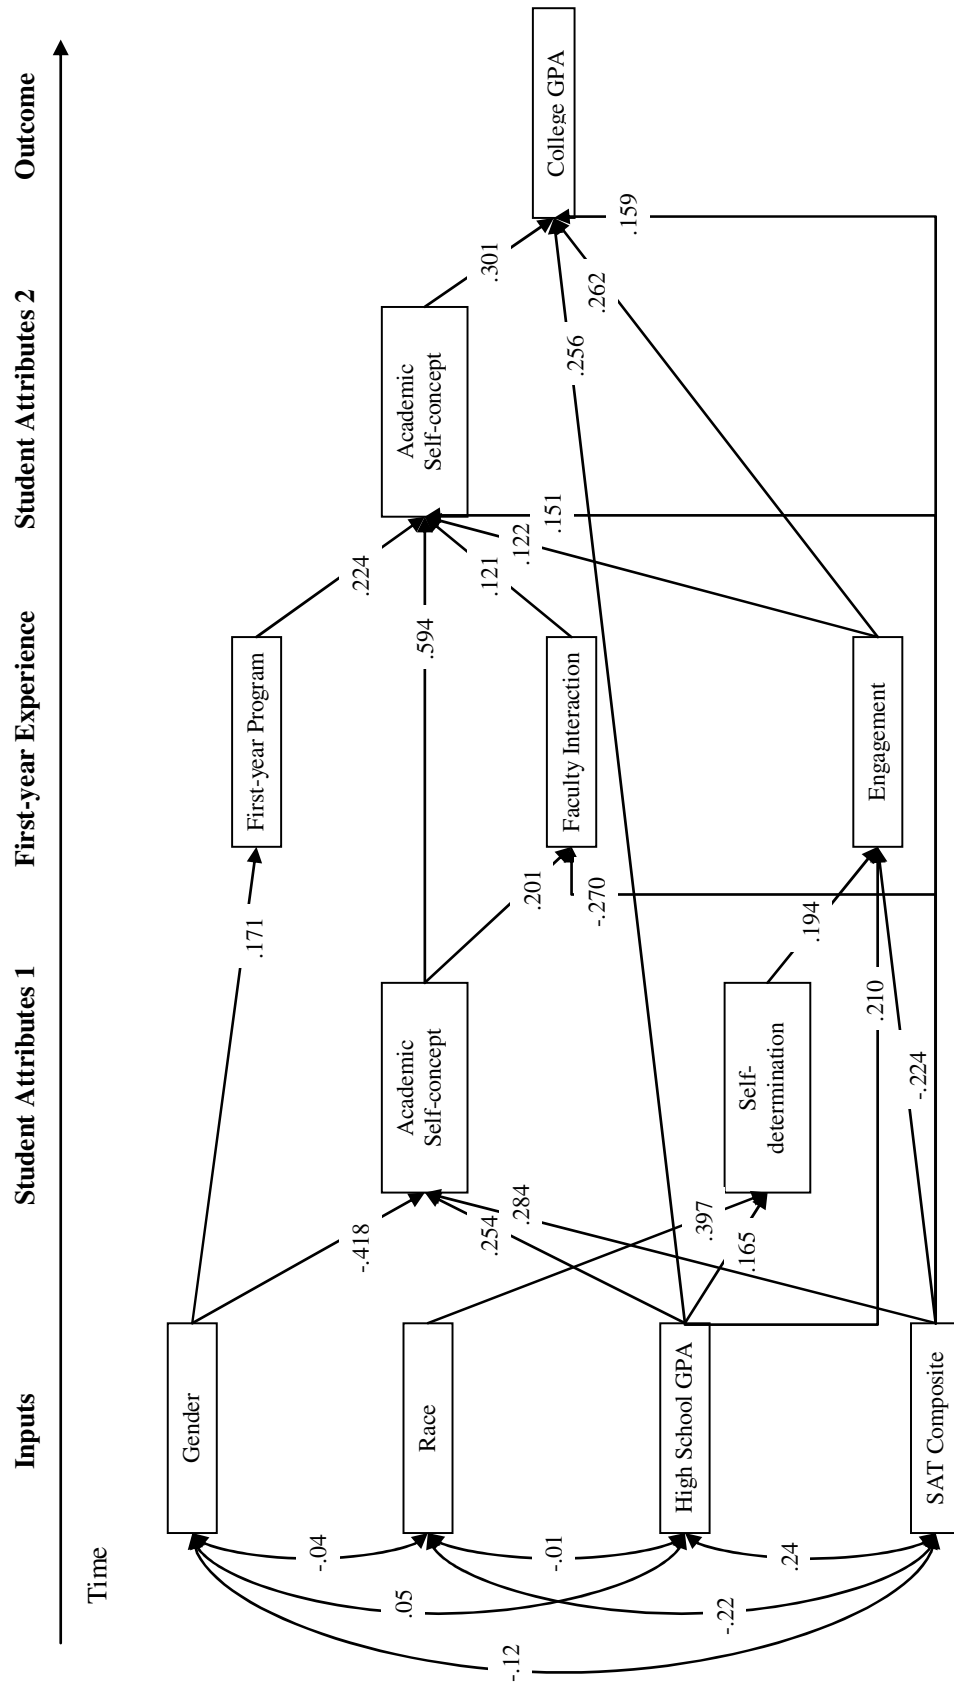 Inputs
Student Attributes 1
First-year Experience
Student Attributes 2
Outcome
Time
Gender
Race
High School GPA
SAT Composite
-.04
-.01
.24
.05
-.22
-.12
-.418
.254
.284
.397
.165
.171
Academic
Self-concept
Self-
determination
.201
-.270
.194
.210
-.224
First-year Program
Faculty Interaction
Engagement
.224
.594
.121
.122
.151
Academic
Self-concept
.301
.256
.262
.159
College GPA